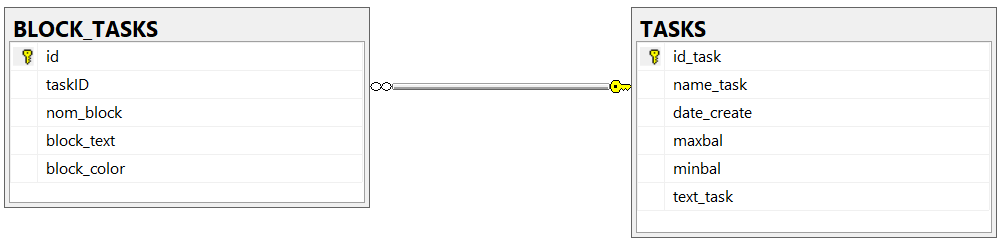 BLOCK_TASKS
id
taskID
nom_block
block_text
block_color
TASKS
id_task
name_task
date_create
maxbal
minbal
text_task